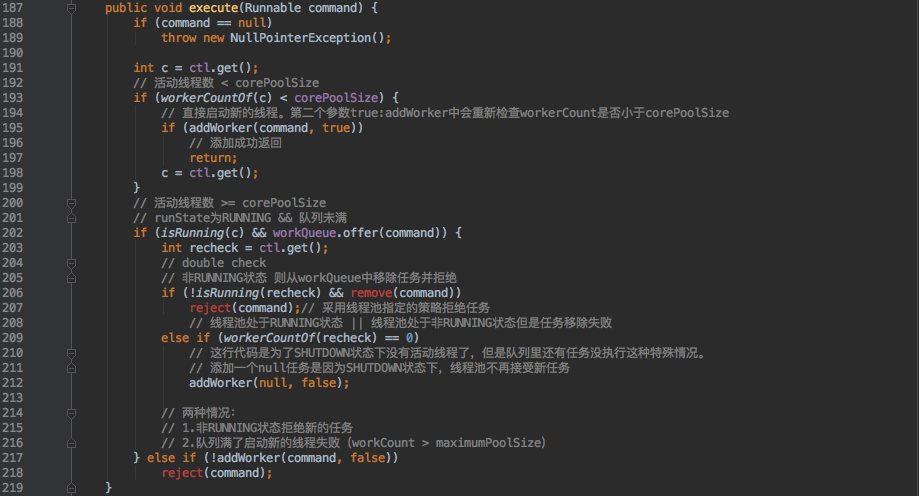 187 public void execute(Runnable command) {
188 if (command == null)
189 throw new NullPointerException();
190
191 int c = ctl.get();
192 // 活动线程数 < corePoolSize
193 if (workerCountOf(c) < corePoolSize) {
194 // 直接启动新的线程。第二个参数true:addWorker中会重新检查workerCount是否小于corePoolSize
195 if (addWorker(command, true))
196 // 添加成功返回
197 return;
198 c = ctl.get();
199 }
200 // 活动线程数 >= corePoolSize
201 // runState为RUNNING && 队列未满
202 if (isRunning(c) && workQueue.offer(command)) {
203 int recheck = ctl.get();
204 // double check
205 // 非RUNNING状态 则从workQueue中移除任务并拒绝
206 if (!isRunning(recheck) && remove(command))
207 reject(command);// 采用线程池指定的策略拒绝任务
208 // 线程池处于RUNNING状态 || 线程池处于非RUNNING状态但是任务移除失败
209 else if (workerCountOf(recheck) == 0)
210 // 这行代码是为了SHUTDOWN状态下没有活动线程了，但是队列里还有任务没执行这种特殊情况。
211 // 添加一个null任务是因为SHUTDOWN状态下，线程池不再接受新任务
212 addWorker(null, false);
213
214 // 两种情况：
215 // 1.非RUNNING状态拒绝新的任务
216 // 2.队列满了启动新的线程失败（workCount > maximumPoolSize）
217 } else if (!addWorker(command, false))
218 reject(command);
219 }